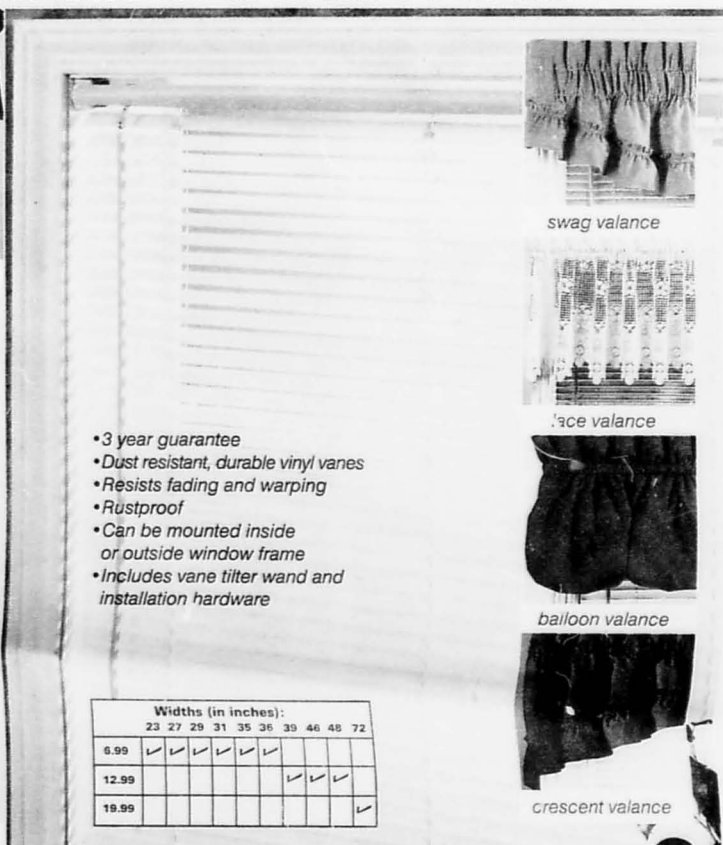 swag valance
lace valance
•3 year guarantee
•Dust resistant, durable vinyl vanes
•Resists fading and warping
•Rustproof
•Can be mounted inside
or outside window frame
•Includes vane tilter wand and
installation hardware
balloon valance
Widths (in inches):
23 27 29 31 35 36 39 46 48 72
6.99 ✓ ✓ ✓ ✓ ✓ ✓
12.99 ✓ ✓ ✓
19.99 ✓
crescent valance